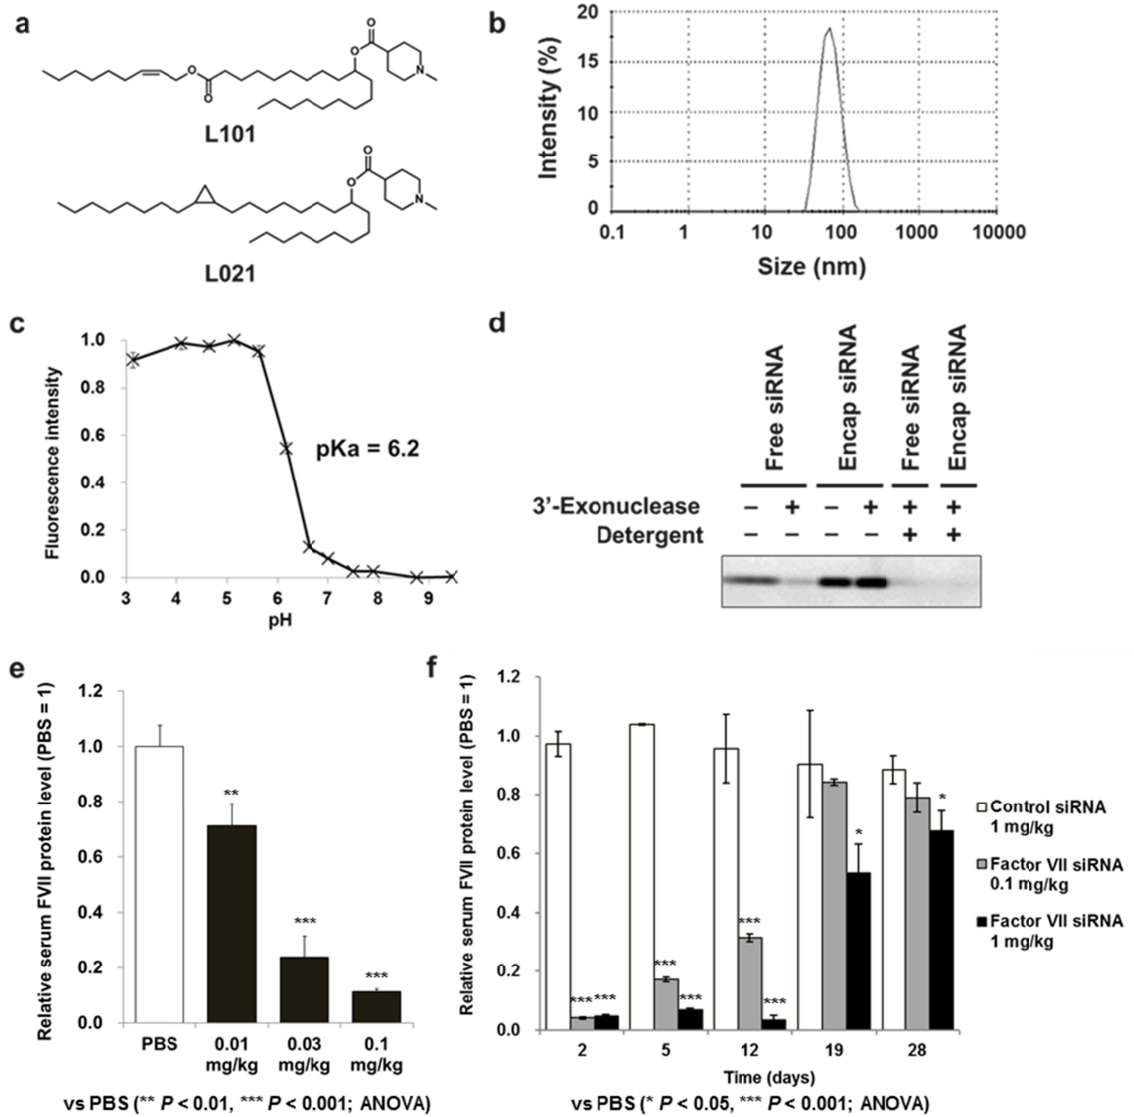 a
O
O
N
O
O
L101
O
O
N
L021
b
Intensity (%)
20
15
10
5
0
0.1 1 10 100 1000 10000
Size (nm)
c
Fluorescence intensity
1.0
0.8
0.6
0.4
0.2
0.0
pKa = 6.2
3 4 5 6 7 8 9
pH
d
Free siRNA
Encap siRNA
Free siRNA
Encap siRNA
3'-Exonuclease – + – + + +
Detergent – – – – + +
e
Relative serum FVII protein level (PBS = 1)
1.2
1.0
0.8
0.6
0.4
0.2
0.0
**
***
***
PBS 0.01 mg/kg 0.03 mg/kg 0.1 mg/kg
vs PBS (** P < 0.01, *** P < 0.001; ANOVA)
f
Relative serum FVII protein level (PBS = 1)
1.2
1.0
0.8
0.6
0.4
0.2
0.0
*** ***
*** ***
*** ***
*
*
2 5 12 19 28
Time (days)
Control siRNA
1 mg/kg
Factor VII siRNA
0.1 mg/kg
Factor VII siRNA
1 mg/kg
vs PBS (* P < 0.05, *** P < 0.001; ANOVA)